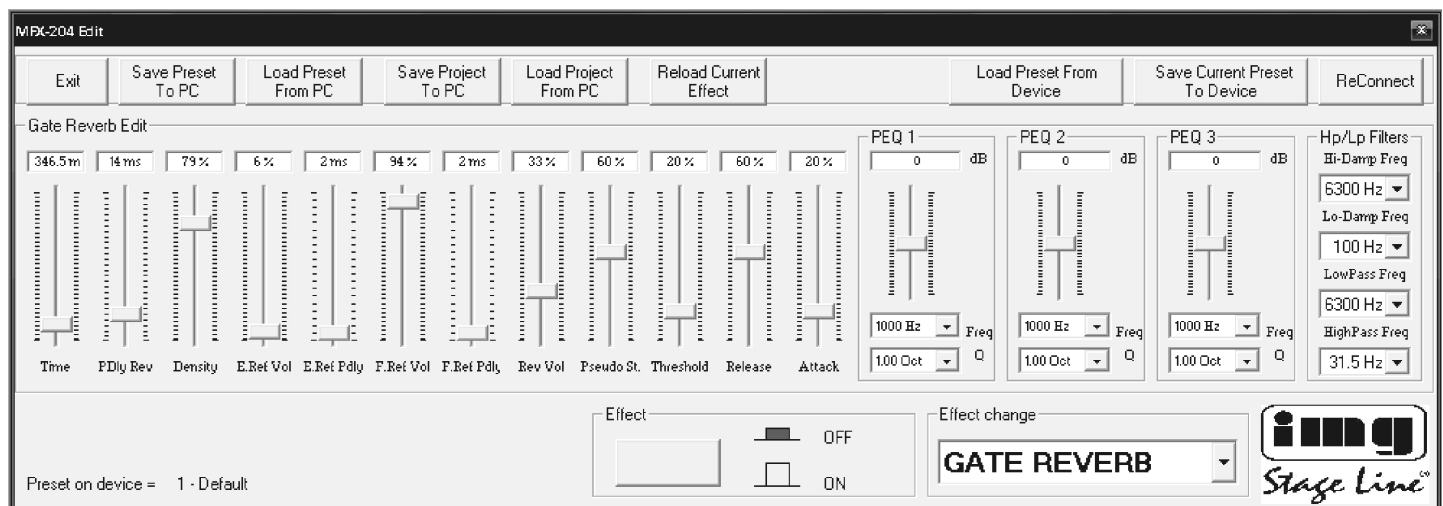 MFX-204 Edit
Exit
Save Preset To PC
Load Preset From PC
Save Project To PC
Load Project From PC
Reload Current Effect
Load Preset From Device
Save Current Preset To Device
ReConnect
Gate Reverb Edit
346.5 m 14 ms 79 % 6 % 2 ms 94 % 2 ms 33 % 60 % 20 % 60 % 20 %
Time PDly Rev Density E.Ref Vol E.Ref Pdly F.Ref Vol F.Ref Pdly Rev Vol Pseudo St. Threshold Release Attack
PEQ 1
0 dB
1000 Hz Freq
1.00 Oct Q
PEQ 2
0 dB
1000 Hz Freq
1.00 Oct Q
PEQ 3
0 dB
1000 Hz Freq
1.00 Oct Q
Hp/Lp Filters
Hi-Damp Freq
6300 Hz
Lo-Damp Freq
100 Hz
LowPass Freq
6300 Hz
HighPass Freq
31.5 Hz
Preset on device = 1 - Default
Effect
OFF
ON
Effect change
GATE REVERB
img
Stage Line®